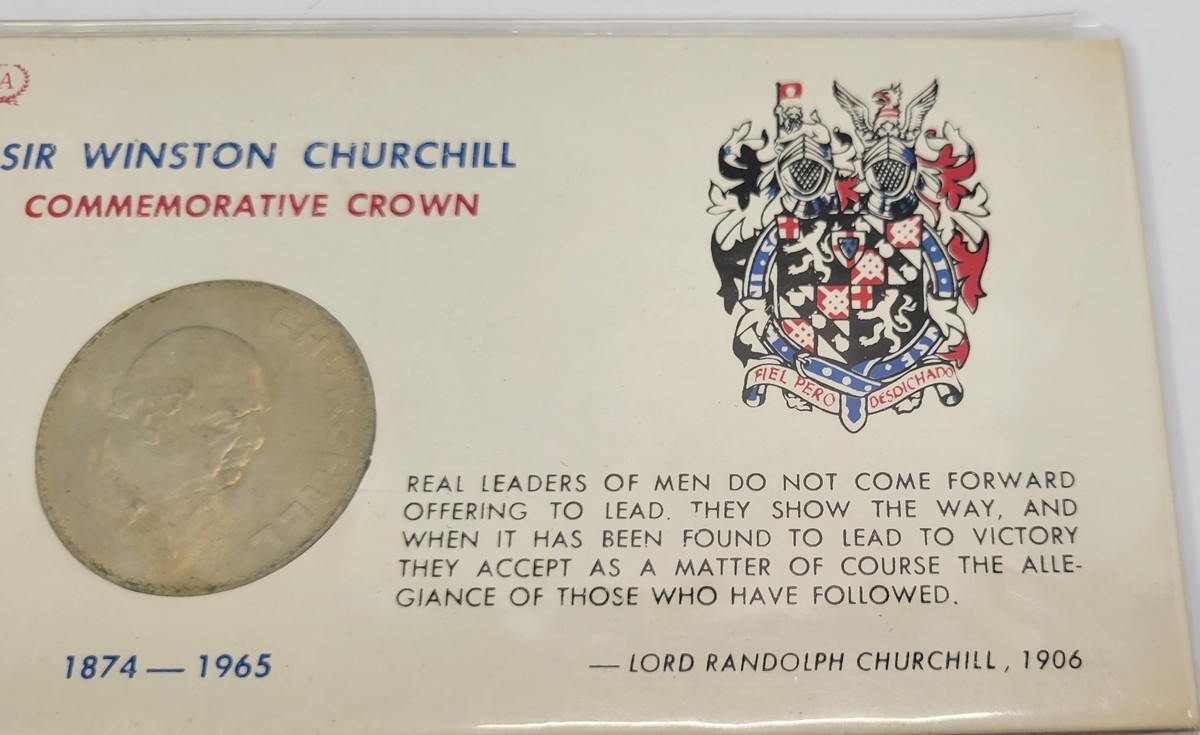 A
SIR WINSTON CHURCHILL
COMMEMORATIVE CROWN
CHURCHILL
FIEL PERO DESDICHADO
REAL LEADERS OF MEN DO NOT COME FORWARD
OFFERING TO LEAD. THEY SHOW THE WAY, AND
WHEN IT HAS BEEN FOUND TO LEAD TO VICTORY
THEY ACCEPT AS A MATTER OF COURSE THE ALLE-
GIANCE OF THOSE WHO HAVE FOLLOWED.
1874 — 1965
— LORD RANDOLPH CHURCHILL, 1906